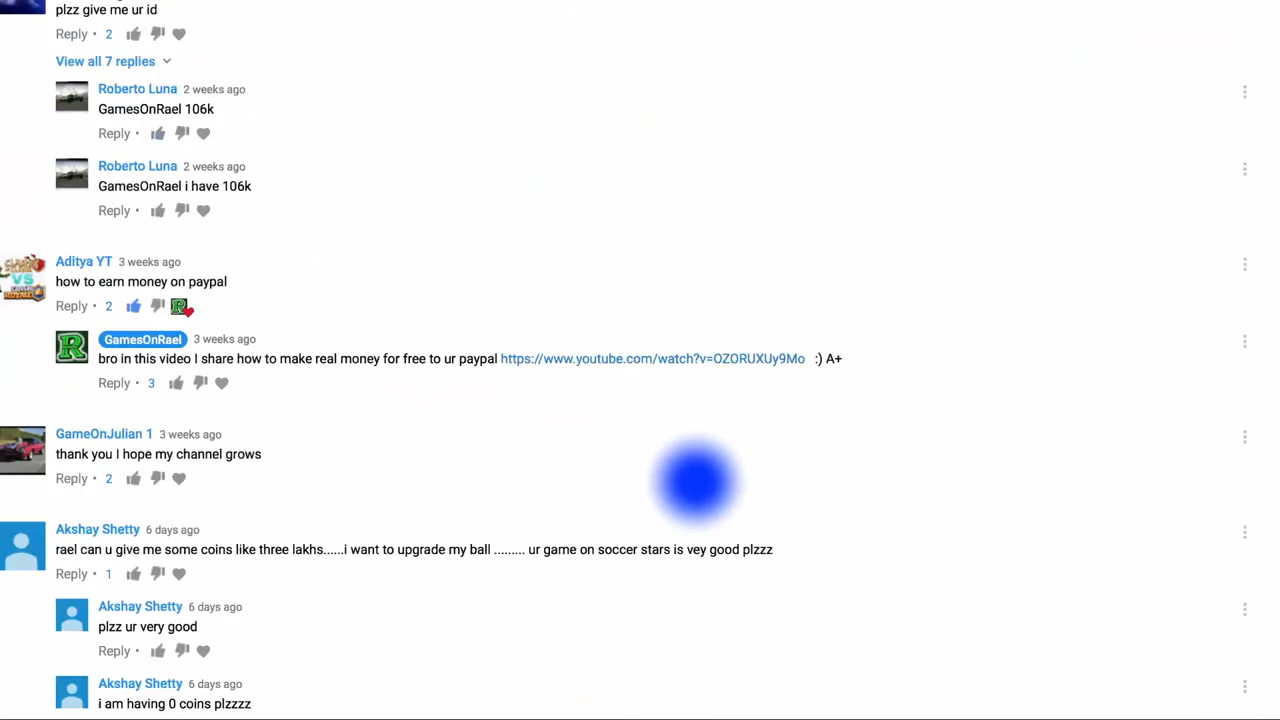 plzz give me ur id
Reply • 2
View all 7 replies
Roberto Luna 2 weeks ago
GamesOnRael 106k
Reply •
Roberto Luna 2 weeks ago
GamesOnRael i have 106k
Reply •
Aditya YT 3 weeks ago
how to earn money on paypal
Reply • 2
GamesOnRael 3 weeks ago
bro in this video I share how to make real money for free to ur paypal https://www.youtube.com/watch?v=OZORUXUy9Mo :) A+
Reply • 3
GameOnJulian 1 3 weeks ago
thank you I hope my channel grows
Reply • 2
Akshay Shetty 6 days ago
rael can u give me some coins like three lakhs......i want to upgrade my ball ......... ur game on soccer stars is vey good plzzz
Reply • 1
Akshay Shetty 6 days ago
plzz ur very good
Reply •
Akshay Shetty 6 days ago
i am having 0 coins plzzzz